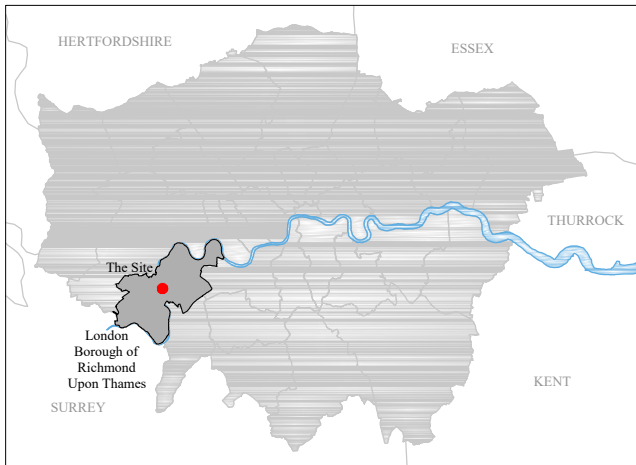 HERTFORDSHIRE
ESSEX
THURROCK
The Site
London
Borough of
Richmond
Upon Thames
KENT
SURREY